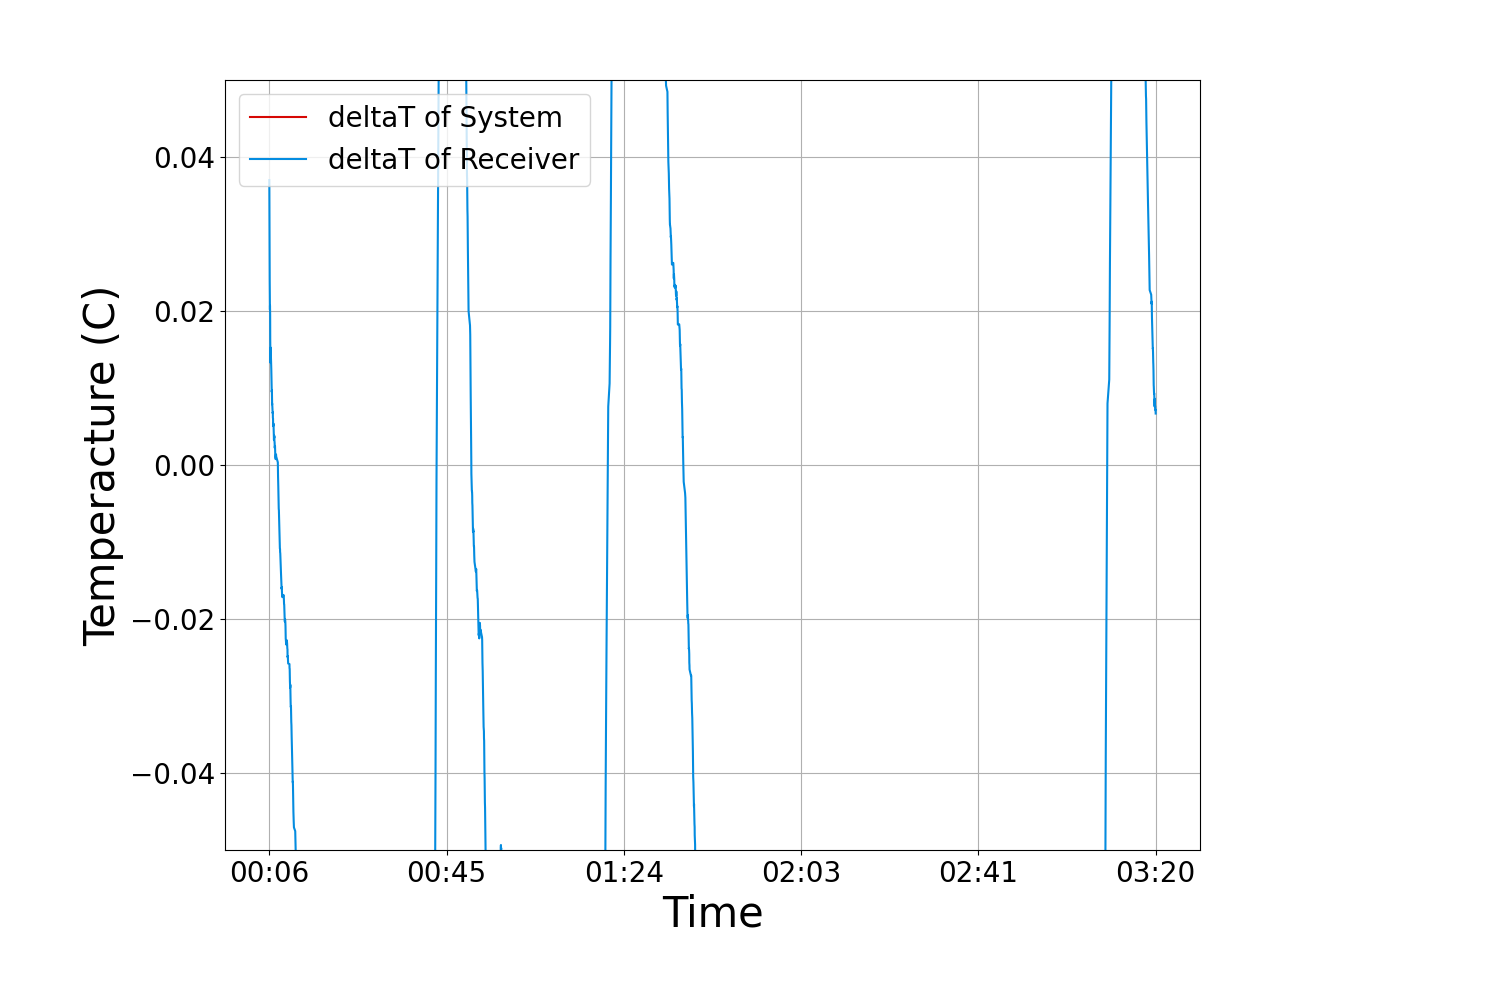 deltaT of System
deltaT of Receiver
0.04
0.02
0.00
−0.02
−0.04
Temperacture (C)
00:06 00:45 01:24 02:03 02:41 03:20
Time